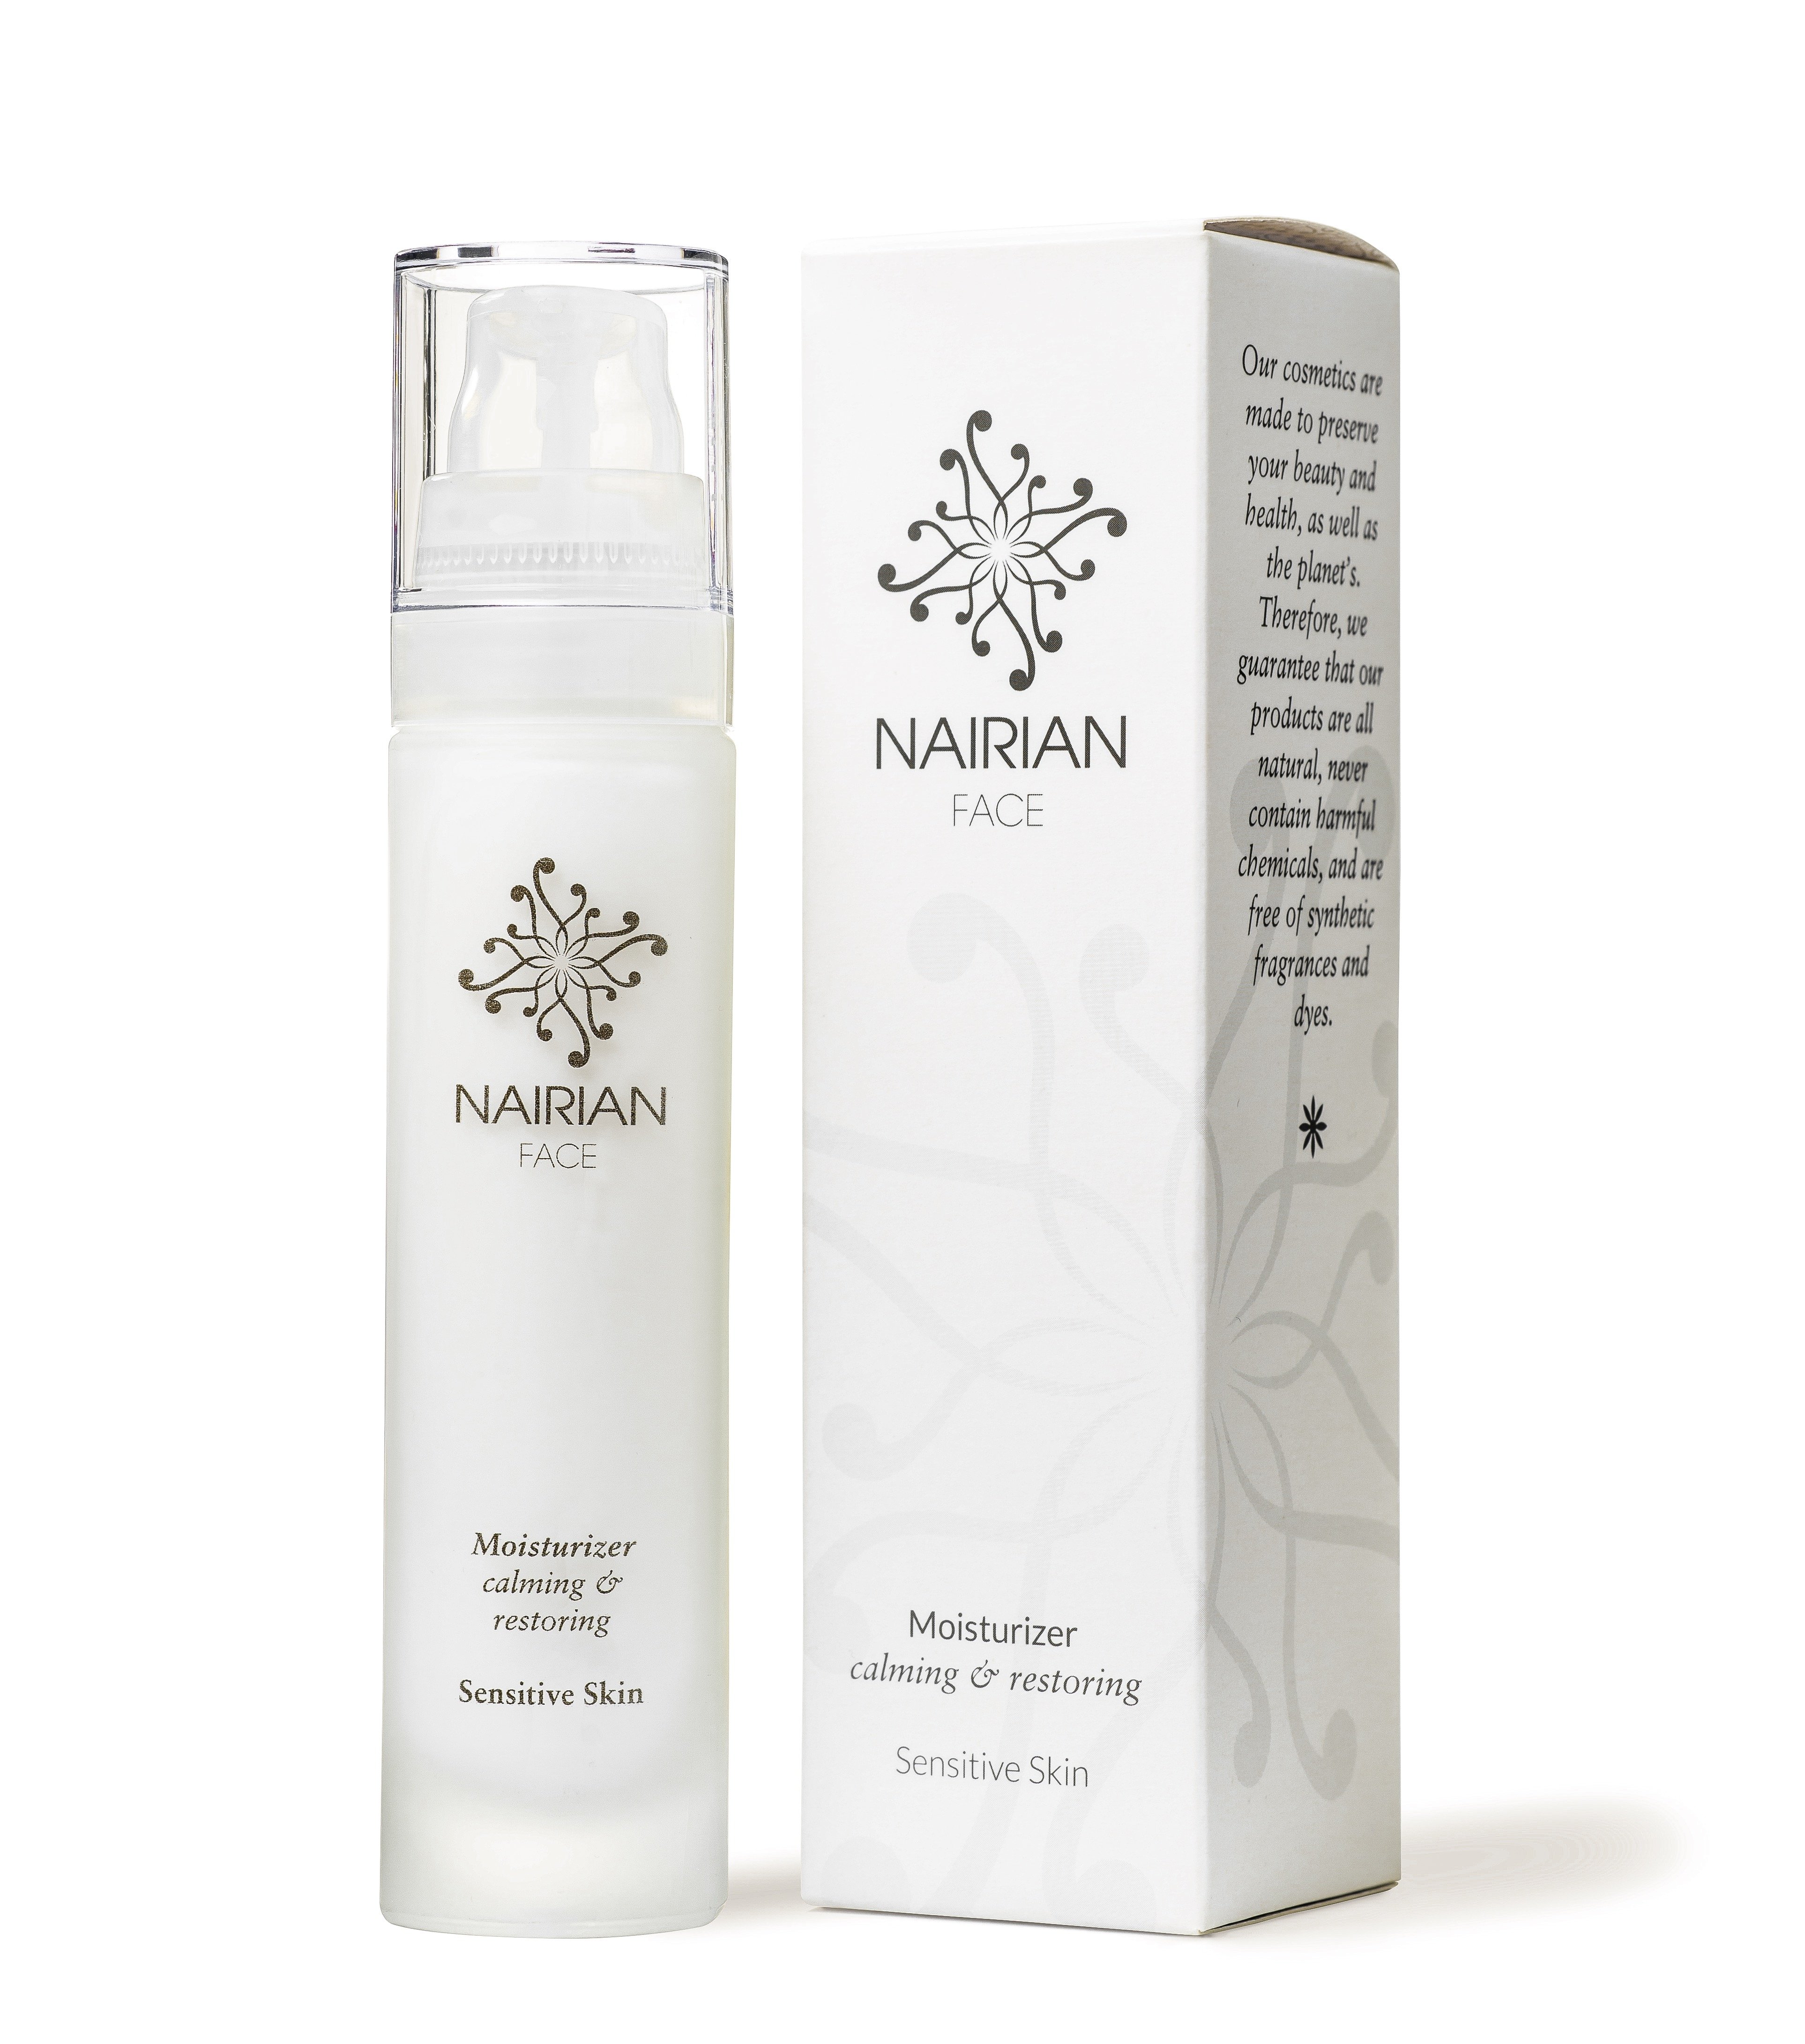 NAIRIAN
FACE
Moisturizer
calming &
restoring
Sensitive Skin
NAIRIAN
FACE
Moisturizer
calming & restoring
Sensitive Skin
Our cosmetics are
made to preserve
your beauty and
health, as well as
the planet's.
Therefore, we
guarantee that our
products are all
natural, never
contain harmful
chemicals, and are
free of synthetic
fragrances and
dyes.